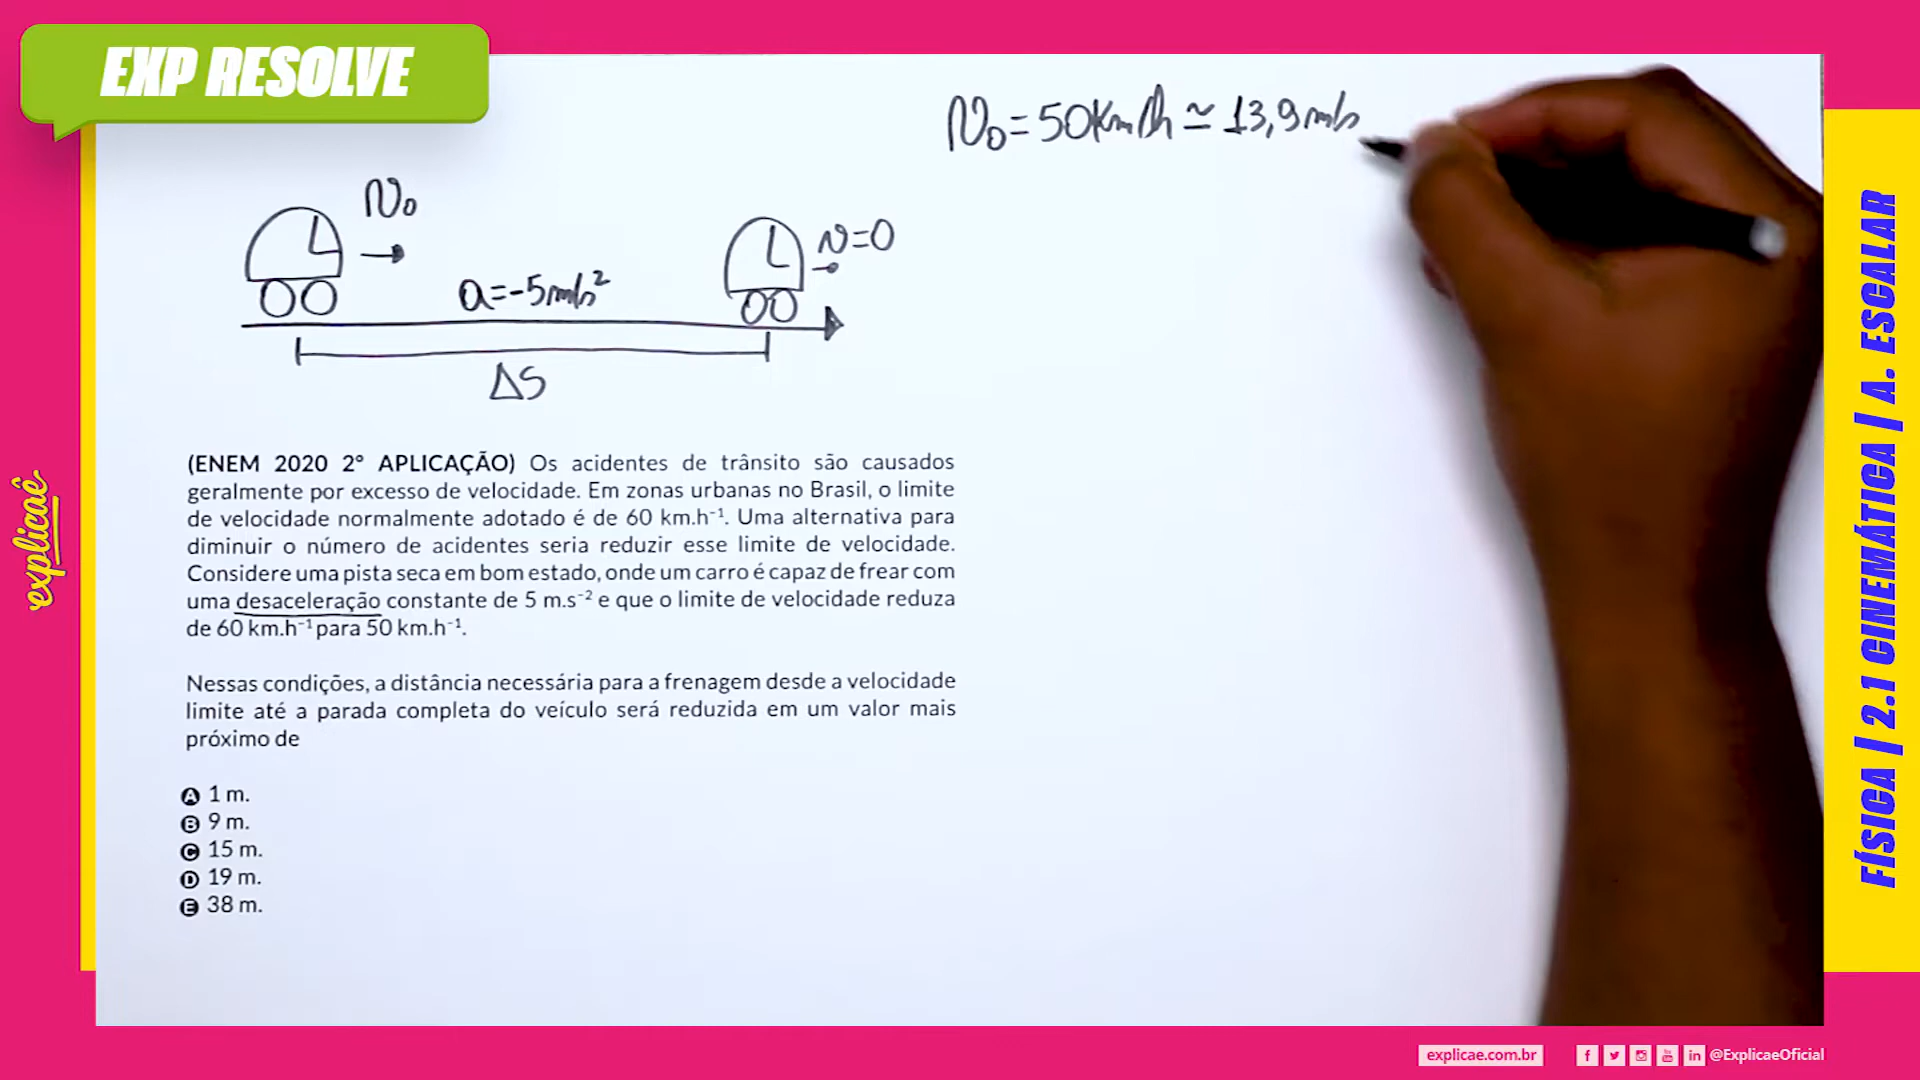 EXP RESOLVE
V₀ = 50km/h ≃ 13,9m/s
V₀
v=0
a=-5m/s²
ΔS
(ENEM 2020 2° APLICAÇÃO) Os acidentes de trânsito são causados
geralmente por excesso de velocidade. Em zonas urbanas no Brasil, o limite
de velocidade normalmente adotado é de 60 km.h⁻¹. Uma alternativa para
diminuir o número de acidentes seria reduzir esse limite de velocidade.
Considere uma pista seca em bom estado, onde um carro é capaz de frear com
uma desaceleração constante de 5 m.s⁻² e que o limite de velocidade reduza
de 60 km.h⁻¹ para 50 km.h⁻¹.
Nessas condições, a distância necessária para a frenagem desde a velocidade
limite até a parada completa do veículo será reduzida em um valor mais
próximo de
A 1 m.
B 9 m.
C 15 m.
D 19 m.
E 38 m.
explicaê
FÍSICA | 2.1 CINEMÁTICA | A. ESCALAR
explicae.com.br
@ExplicaeOficial